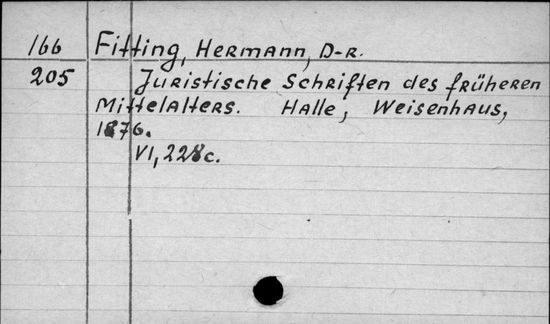 166 Fitting, Hermann, D-r.
205 Juristische Schriften des früheren
Mittelalters. Halle, Weisenhaus,
1876.
VI, 228c.